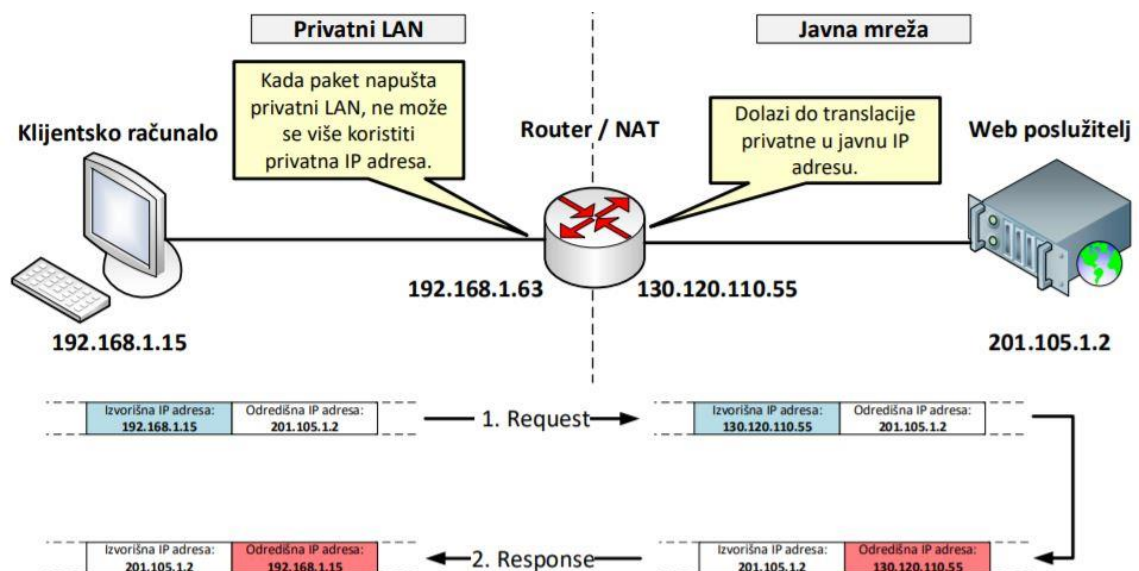 Privatni LAN
Javna mreža
Kada paket napušta
privatni LAN, ne može
se više koristiti
privatna IP adresa.
Dolazi do translacije
privatne u javnu IP
adresu.
Klijentsko računalo
Router / NAT
Web poslužitelj
192.168.1.63
130.120.110.55
192.168.1.15
201.105.1.2
Izvorišna IP adresa:
192.168.1.15
Odredišna IP adresa:
201.105.1.2
1. Request
Izvorišna IP adresa:
130.120.110.55
Odredišna IP adresa:
201.105.1.2
Izvorišna IP adresa:
201.105.1.2
Odredišna IP adresa:
192.168.1.15
2. Response
Izvorišna IP adresa:
201.105.1.2
Odredišna IP adresa:
130.120.110.55